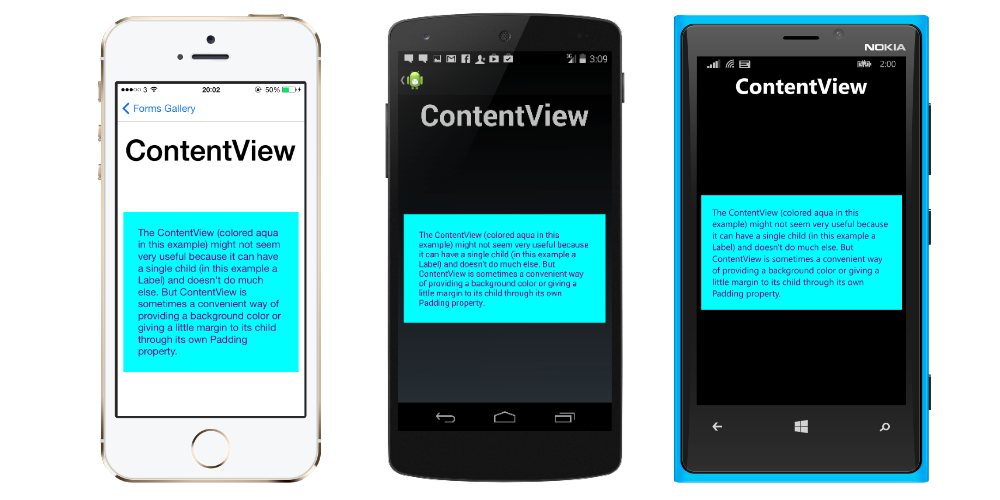 ●●●○○ 3 20:02 50%
Forms Gallery
ContentView
The ContentView (colored aqua
in this example) might not seem
very useful because it can have
a single child (in this example a
Label) and doesn't do much
else. But ContentView is
sometimes a convenient way of
providing a background color or
giving a little margin to its child
through its own Padding
property.
3G 3:09
ContentView
The ContentView (colored aqua in this
example) might not seem very useful because
it can have a single child (in this example a
Label) and doesn't do much else. But
ContentView is sometimes a convenient way
of providing a background color or giving a
little margin to its child through its own
Padding property.
NOKIA
2:00
ContentView
The ContentView (colored aqua in this
example) might not seem very useful because
it can have a single child (in this example a
Label) and doesn't do much else. But
ContentView is sometimes a convenient way
of providing a background color or giving a
little margin to its child through its own
Padding property.